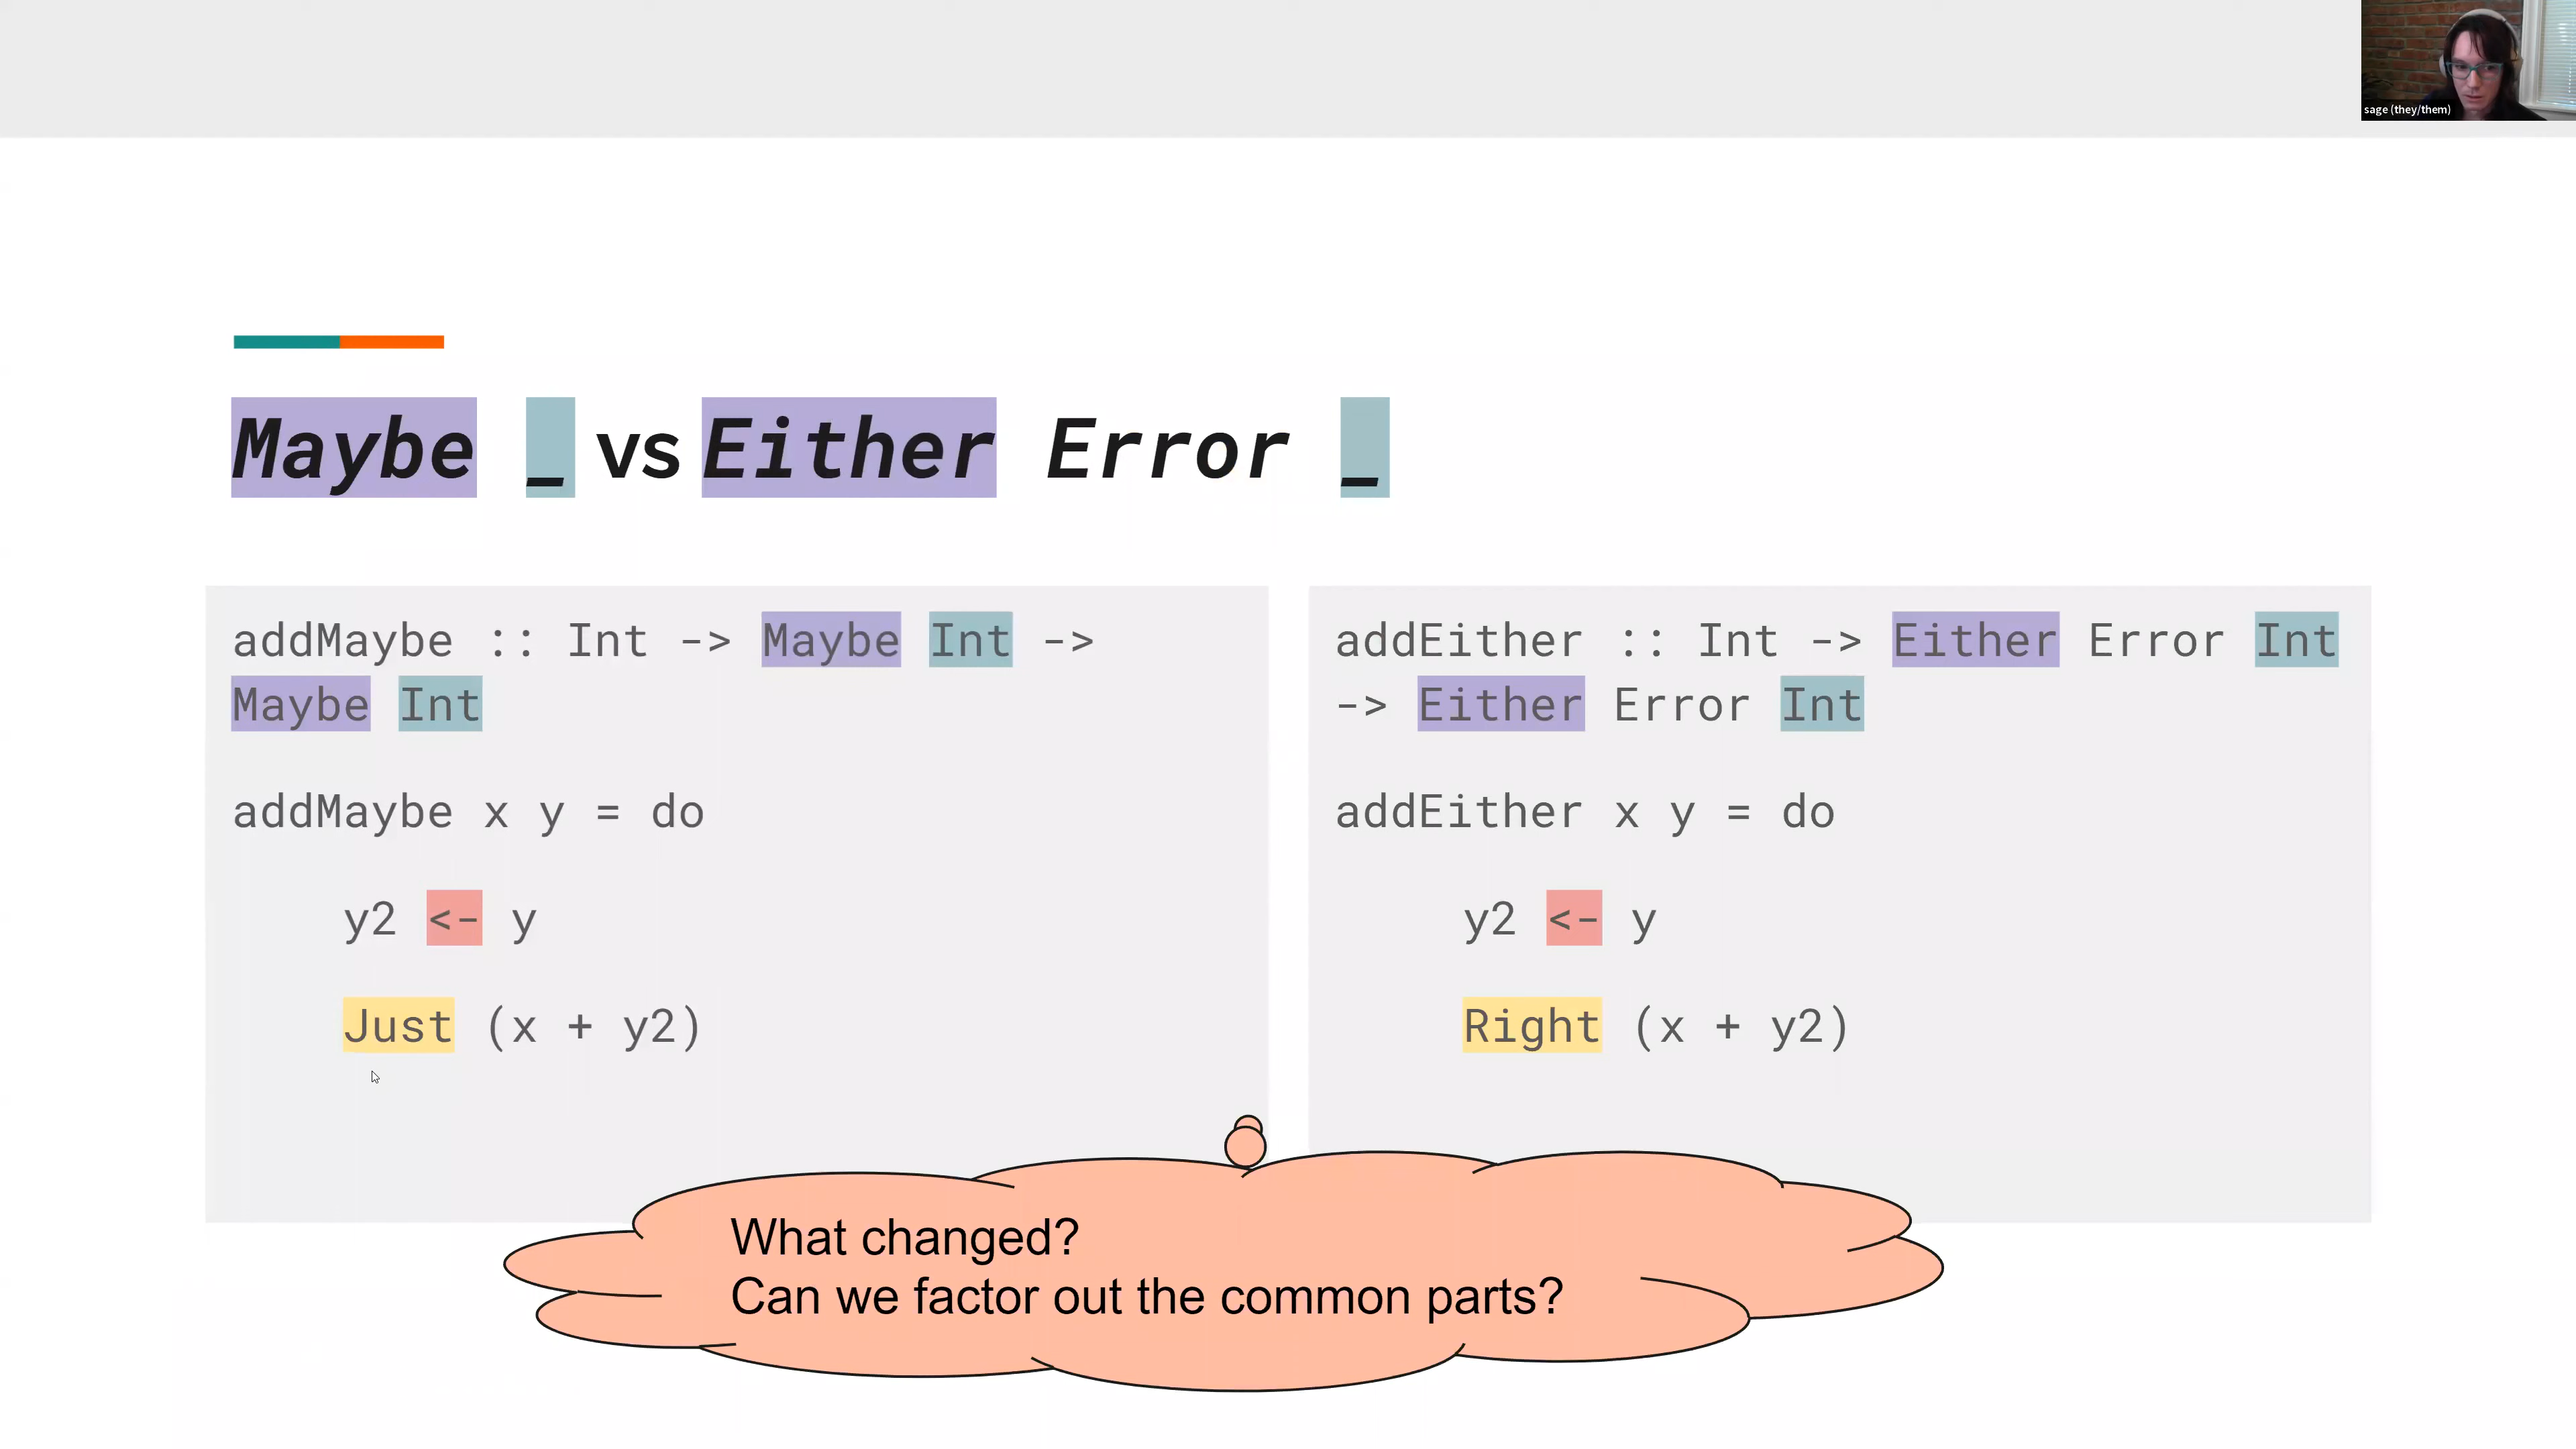 sage (they/them)
Maybe _ vs Either Error _
addMaybe :: Int -> Maybe Int ->
Maybe Int
addMaybe x y = do
y2 <- y
Just (x + y2)
addEither :: Int -> Either Error Int
-> Either Error Int
addEither x y = do
y2 <- y
Right (x + y2)
What changed?
Can we factor out the common parts?